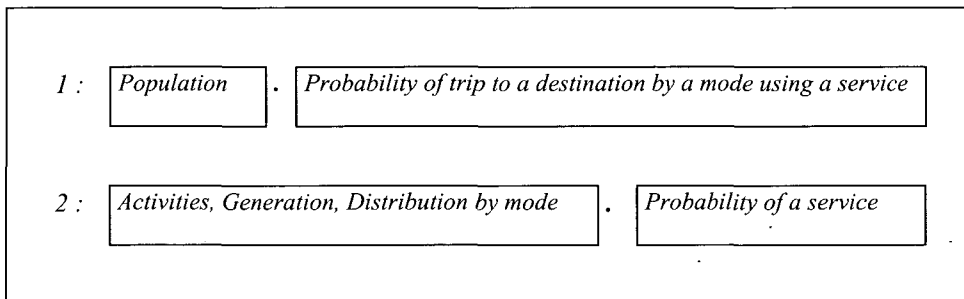 1 : Population . Probability of trip to a destination by a mode using a service
2 : Activities, Generation, Distribution by mode . Probability of a service